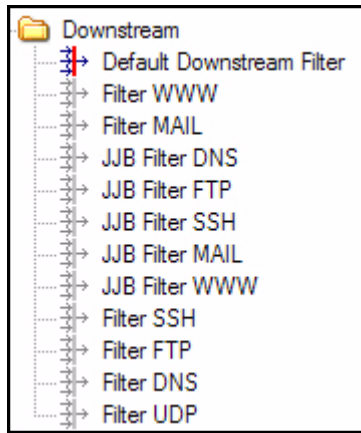 Downstream
Default Downstream Filter
Filter WWW
Filter MAIL
JJB Filter DNS
JJB Filter FTP
JJB Filter SSH
JJB Filter MAIL
JJB Filter WWW
Filter SSH
Filter FTP
Filter DNS
Filter UDP